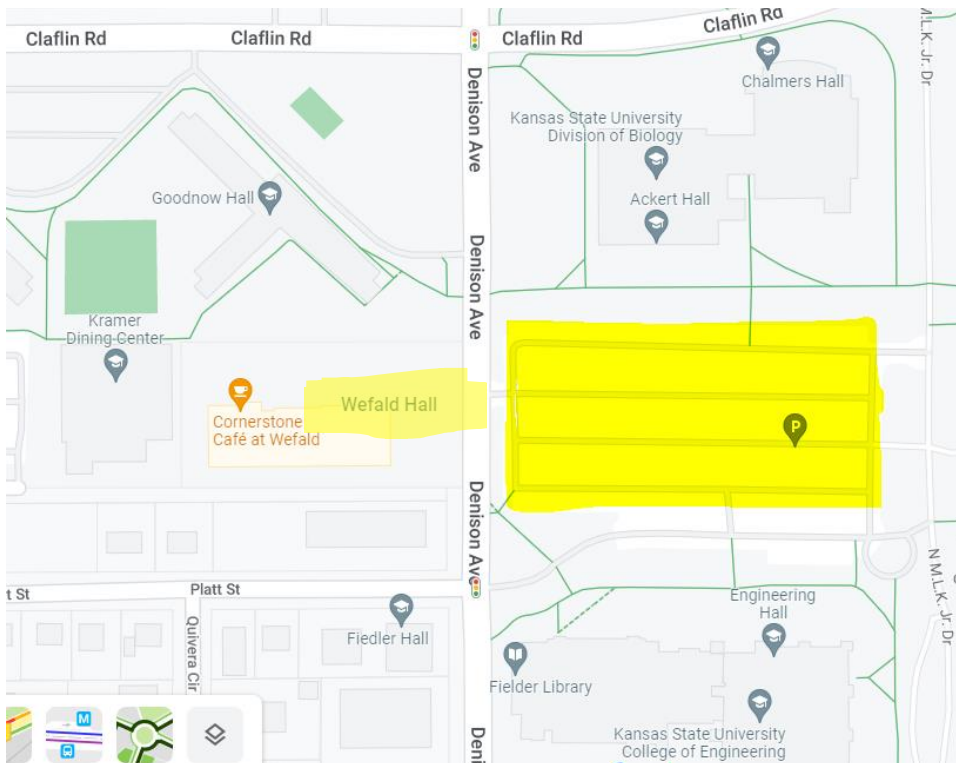 Claflin Rd
Claflin Rd
Claflin Rd
Claflin Rd
M.L.K. Jr. Dr
Denison Ave
Chalmers Hall
Kansas State University
Division of Biology
Goodnow Hall
Ackert Hall
Denison Ave
Kramer
Dining Center
Wefald Hall
Cornerstone
Café at Wefald
P
Denison Ave
Platt St
t St
Engineering
Hall
N M.L.K. Jr. Dr
Quivera Cir
Fiedler Hall
Fielder Library
M
Kansas State University
College of Engineering
Deni